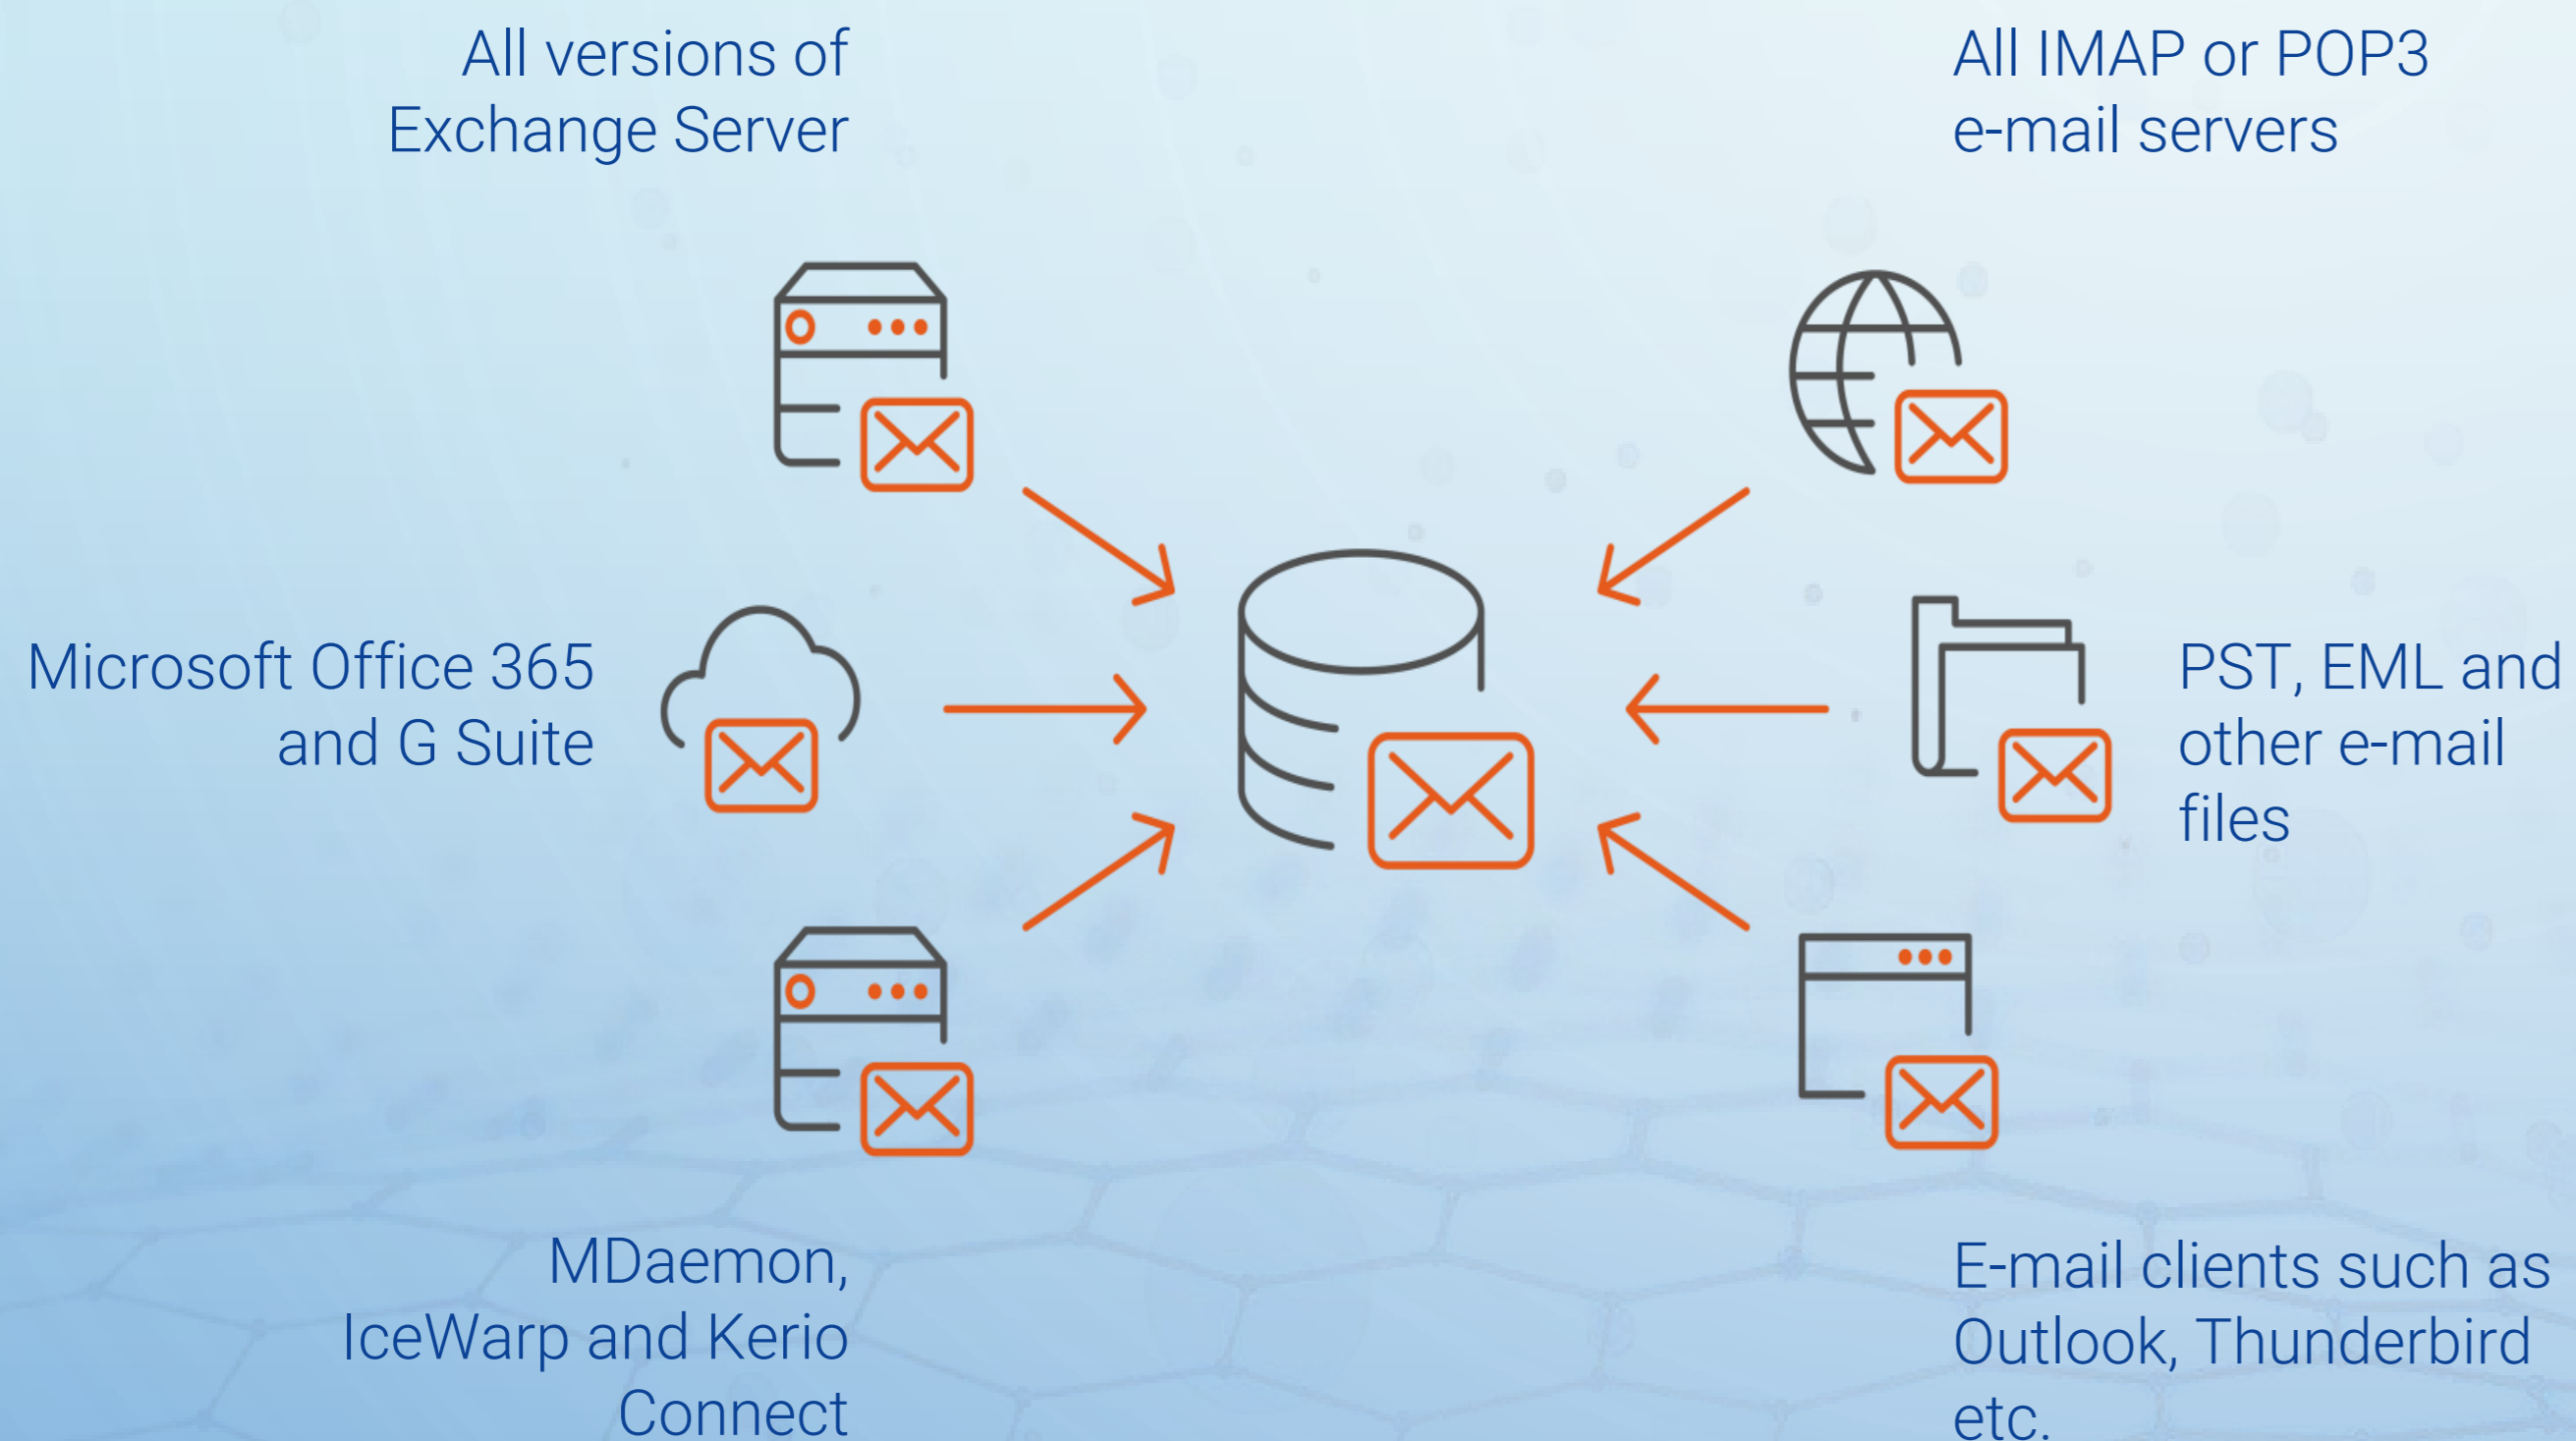 All versions of
Exchange Server
All IMAP or POP3
e-mail servers
Microsoft Office 365
and G Suite
PST, EML and
other e-mail
files
MDaemon,
IceWarp and Kerio
Connect
E-mail clients such as
Outlook, Thunderbird
etc.